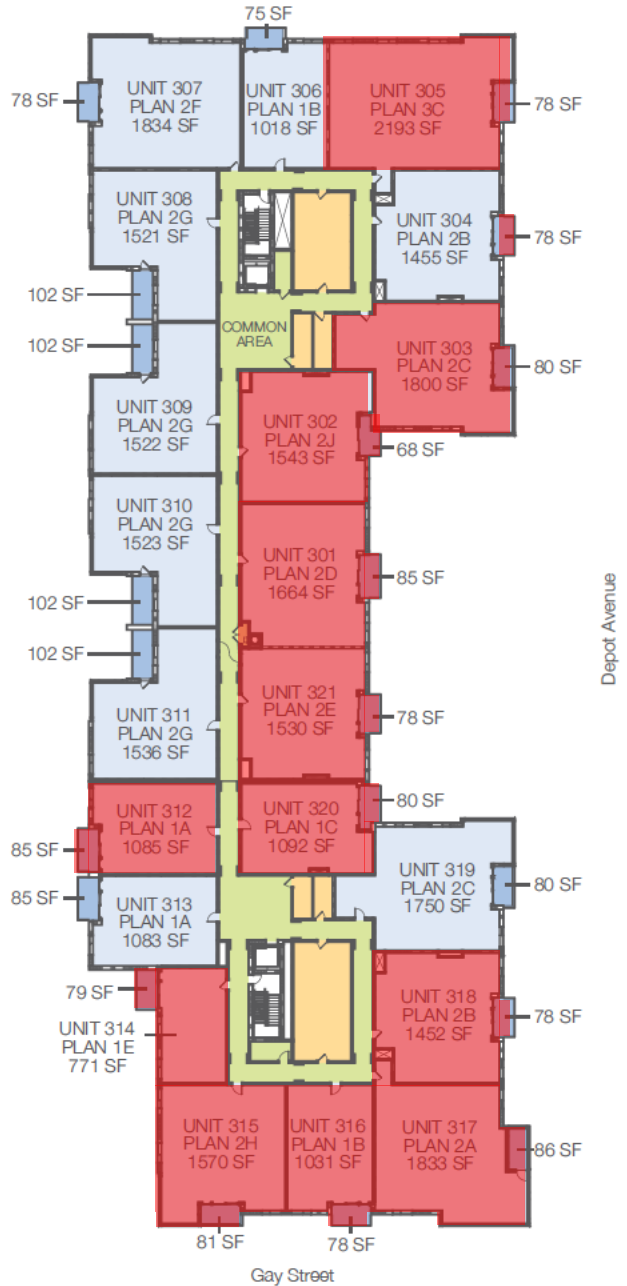 75 SF
UNIT 307
PLAN 2F
1834 SF
UNIT 306
PLAN 1B
1018 SF
UNIT 305
PLAN 3C
2193 SF
78 SF
78 SF
UNIT 308
PLAN 2G
1521 SF
UNIT 304
PLAN 2B
1455 SF
78 SF
102 SF
102 SF
COMMON
AREA
UNIT 303
PLAN 2C
1800 SF
80 SF
UNIT 309
PLAN 2G
1522 SF
UNIT 302
PLAN 2J
1543 SF
68 SF
UNIT 310
PLAN 2G
1523 SF
UNIT 301
PLAN 2D
1664 SF
85 SF
102 SF
102 SF
Depot Avenue
UNIT 311
PLAN 2G
1536 SF
UNIT 321
PLAN 2E
1530 SF
78 SF
UNIT 312
PLAN 1A
1085 SF
UNIT 320
PLAN 1C
1092 SF
80 SF
85 SF
85 SF
UNIT 313
PLAN 1A
1083 SF
UNIT 319
PLAN 2C
1750 SF
80 SF
79 SF
UNIT 314
PLAN 1E
771 SF
UNIT 318
PLAN 2B
1452 SF
78 SF
UNIT 315
PLAN 2H
1570 SF
UNIT 316
PLAN 1B
1031 SF
UNIT 317
PLAN 2A
1833 SF
86 SF
81 SF
78 SF
Gay Street